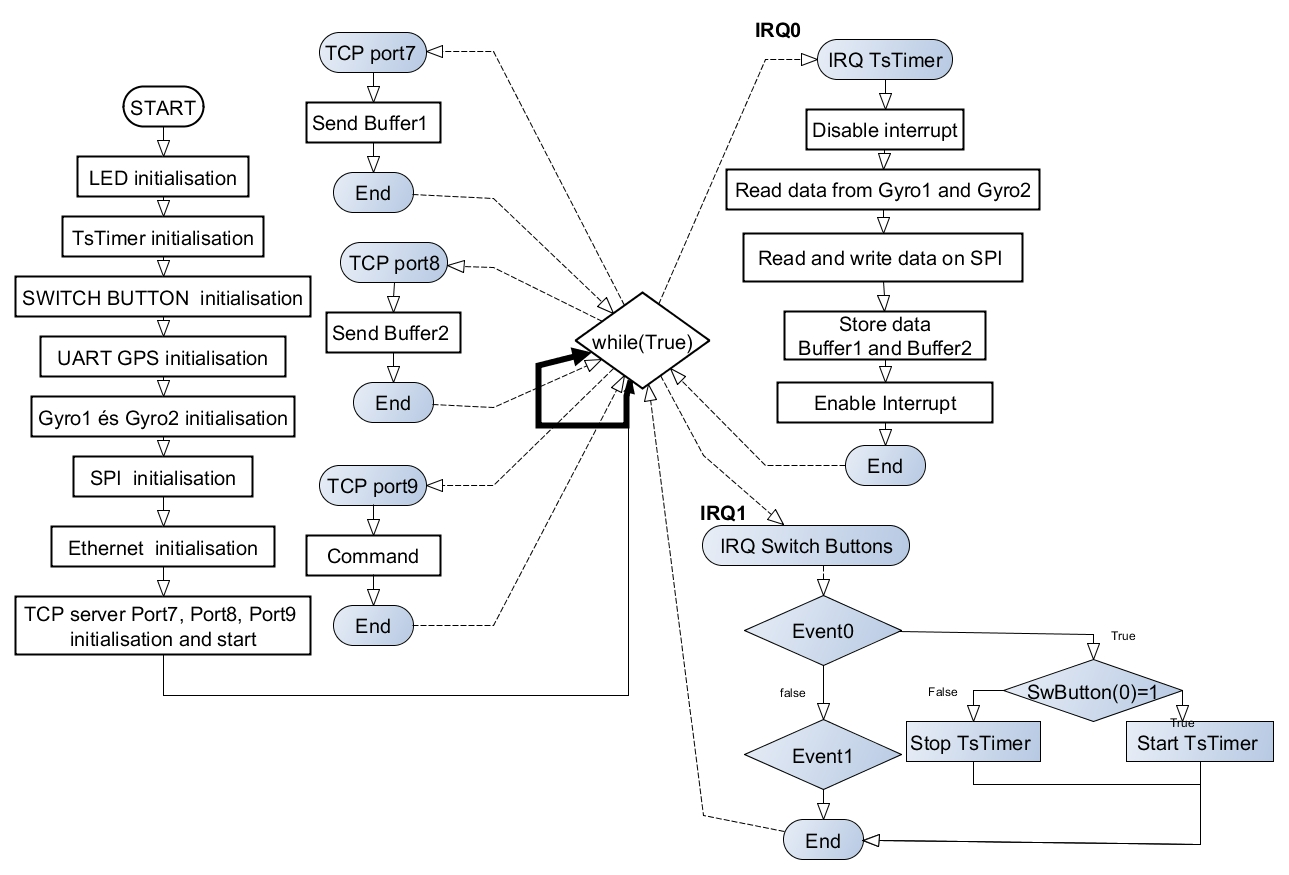 START
LED initialisation
TsTimer initialisation
SWITCH BUTTON initialisation
UART GPS initialisation
Gyro1 és Gyro2 initialisation
SPI initialisation
Ethernet initialisation
TCP server Port7, Port8, Port9
initialisation and start
TCP port7
Send Buffer1
End
TCP port8
Send Buffer2
End
TCP port9
Command
End
while(True)
IRQ0
IRQ TsTimer
Disable interrupt
Read data from Gyro1 and Gyro2
Read and write data on SPI
Store data
Buffer1 and Buffer2
Enable Interrupt
End
IRQ1
IRQ Switch Buttons
Event0
True
false
SwButton(0)=1
False
True
Stop TsTimer
Start TsTimer
Event1
End